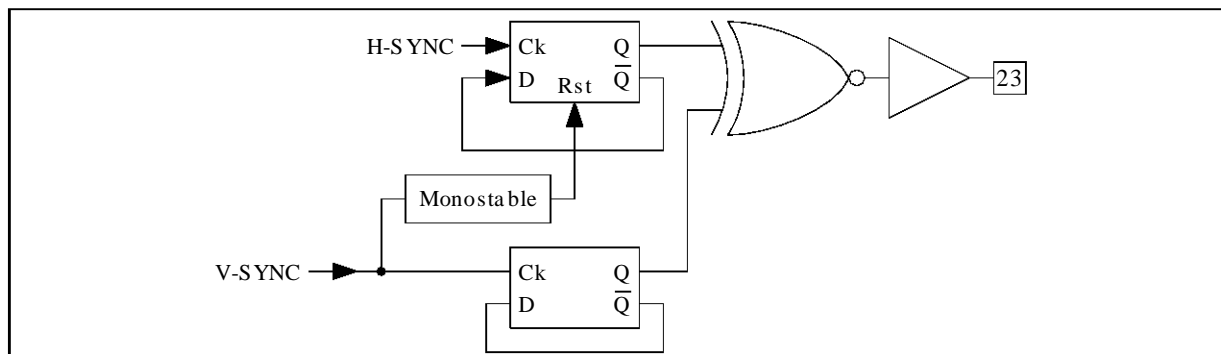 H-SYNC
Ck Q
D Q̅
Rst
23
Monostable
V-SYNC
Ck Q
D Q̅